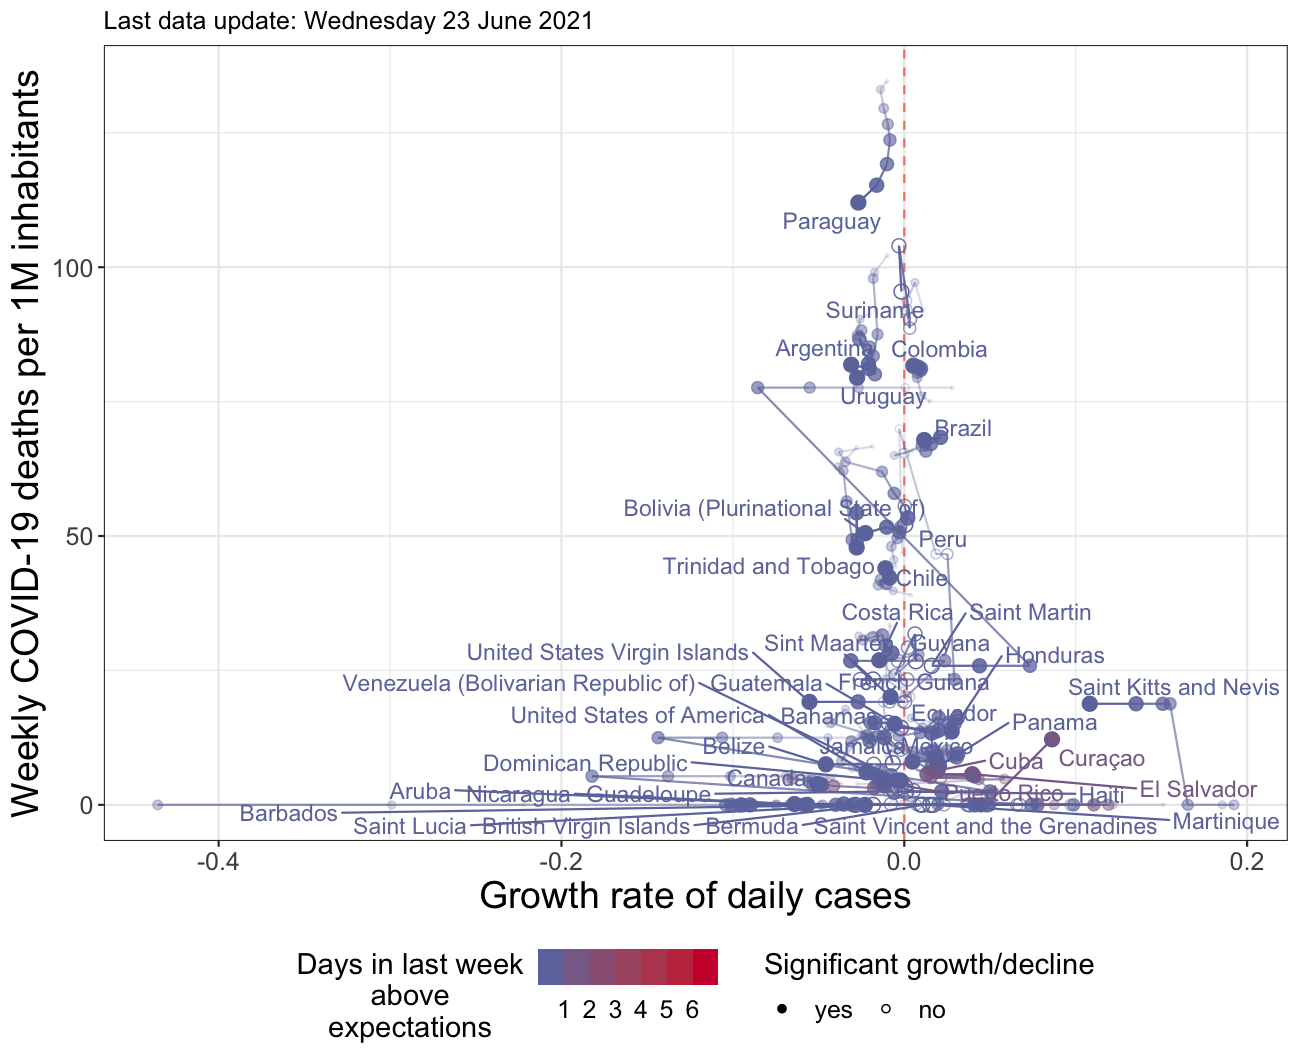 Last data update: Wednesday 23 June 2021
Weekly COVID-19 deaths per 1M inhabitants
100
50
0
Paraguay
Suriname
Argentina
Colombia
Uruguay
Brazil
Bolivia (Plurinational State of)
Peru
Trinidad and Tobago
Chile
Costa Rica
Saint Martin
Sint Maarten
Guyana
United States Virgin Islands
Honduras
Venezuela (Bolivarian Republic of)
Guatemala
French Guiana
Saint Kitts and Nevis
United States of America
Bahamas
Ecuador
Panama
Belize
Jamaica
Mexico
Dominican Republic
Cuba
Curaçao
Canada
Aruba
Nicaragua
Guadeloupe
Puerto Rico
Haiti
El Salvador
Barbados
Saint Lucia
British Virgin Islands
Bermuda
Saint Vincent and the Grenadines
Martinique
-0.4
-0.2
0.0
0.2
Growth rate of daily cases
Days in last week
above
expectations
1 2 3 4 5 6
Significant growth/decline
yes
no